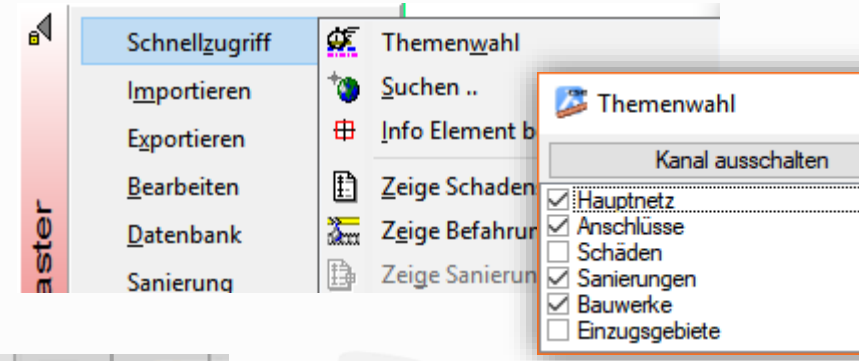 Schnellzugriff
Importieren
Exportieren
Bearbeiten
Datenbank
Sanierung
Themenwahl
Suchen ..
Info Element b
Zeige Schaden
Zeige Befahrun
Zeige Sanierun
Themenwahl
Kanal ausschalten
Hauptnetz
Anschlüsse
Schäden
Sanierungen
Bauwerke
Einzugsgebiete
aster